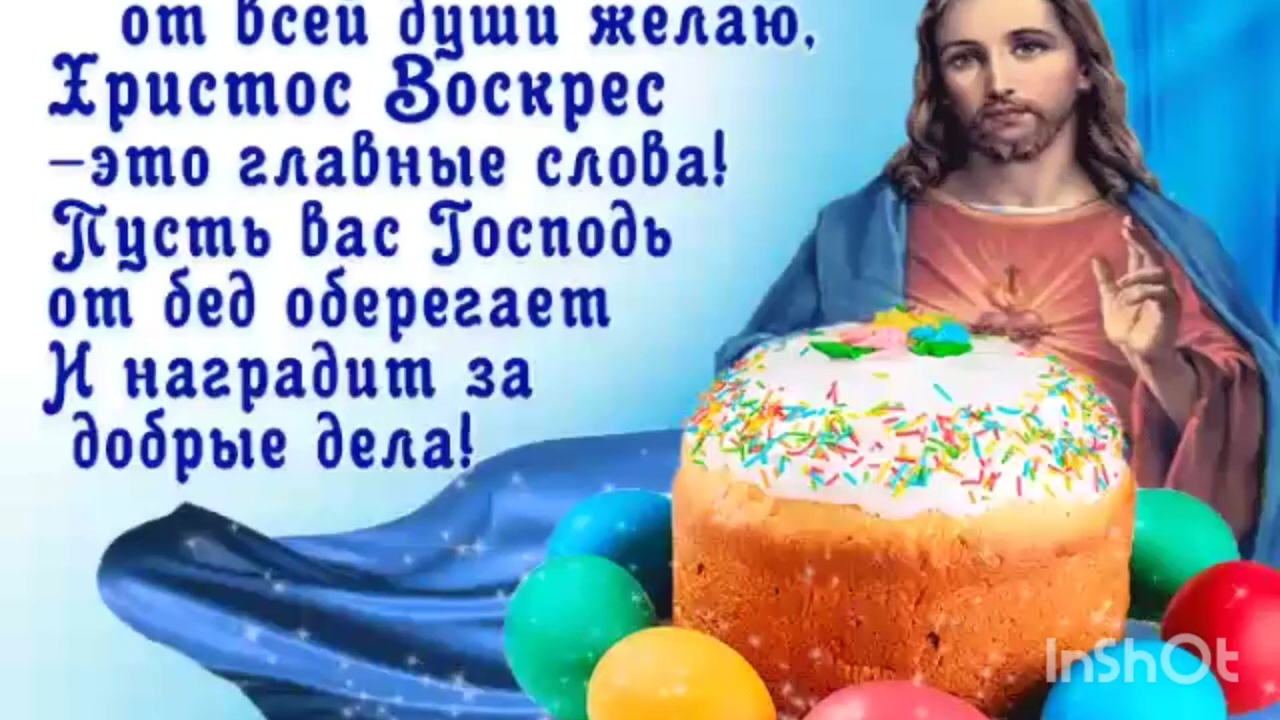 от всей души желаю,
Христос Воскрес
–это главные слова!
Пусть вас Господь
от бед оберегает
И наградит за
добрые дела!
InShOt